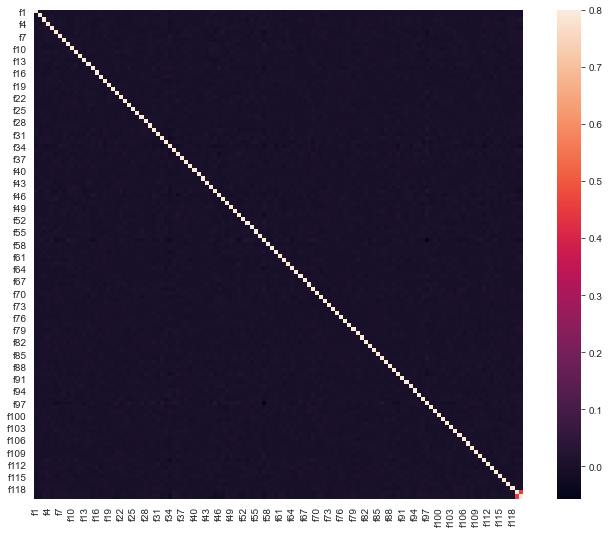 f1
f4
f7
f10
f13
f16
f19
f22
f25
f28
f31
f34
f37
f40
f43
f46
f49
f52
f55
f58
f61
f64
f67
f70
f73
f76
f79
f82
f85
f88
f91
f94
f97
f100
f103
f106
f109
f112
f115
f118
0.8
0.7
0.6
0.5
0.4
0.3
0.2
0.1
0.0
f1 f4 f7 f10 f13 f16 f19 f22 f25 f28 f31 f34 f37 f40 f43 f46 f49 f52 f55 f58 f61 f64 f67 f70 f73 f76 f79 f82 f85 f88 f91 f94 f97 f100 f103 f106 f109 f112 f115 f118